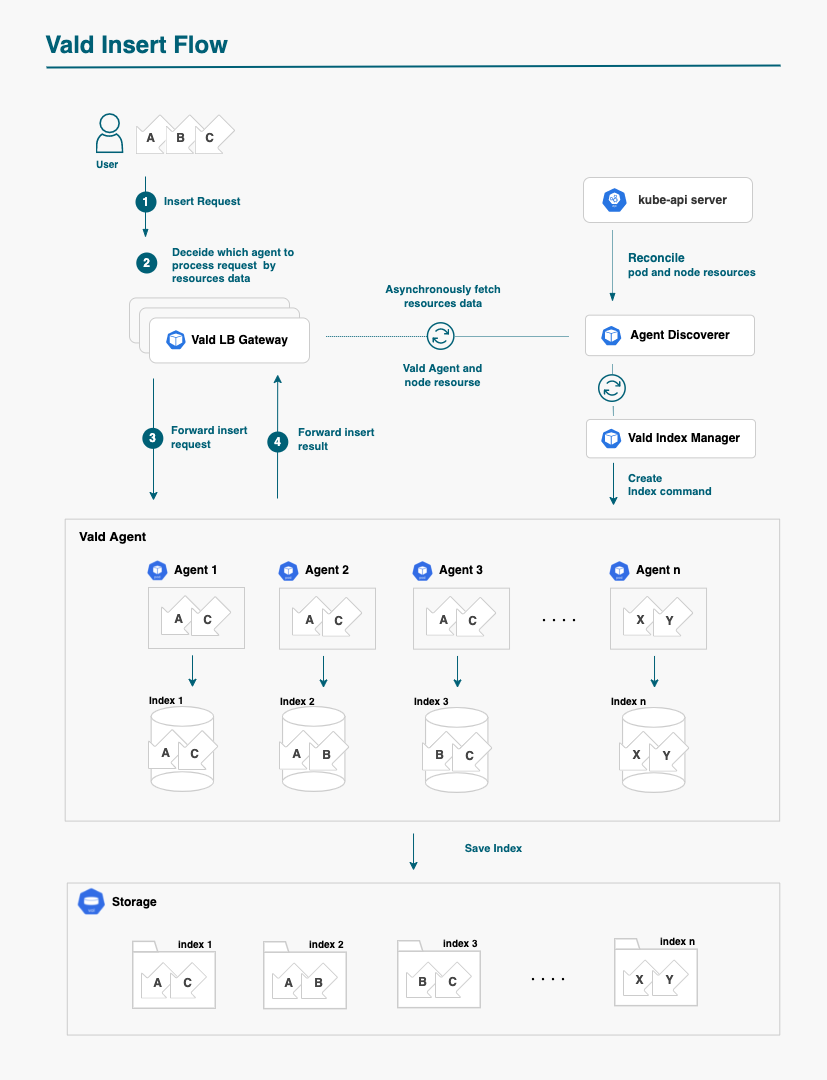 Vald Insert Flow
A B C
User
1 Insert Request
2 Deceide which agent to
process request by
resources data
Vald LB Gateway
Asynchronously fetch
resources data
Vald Agent and
node resourse
kube-api server
Reconcile
pod and node resources
Agent Discoverer
Vald Index Manager
Create
Index command
3 Forward insert
request
4 Forward insert
result
Vald Agent
Agent 1 Agent 2 Agent 3 Agent n
A C A C A C . . . . X Y
Index 1 Index 2 Index 3 Index n
A C A B B C X Y
Save Index
Storage
index 1 index 2 index 3 index n
A C A B B C . . . . X Y